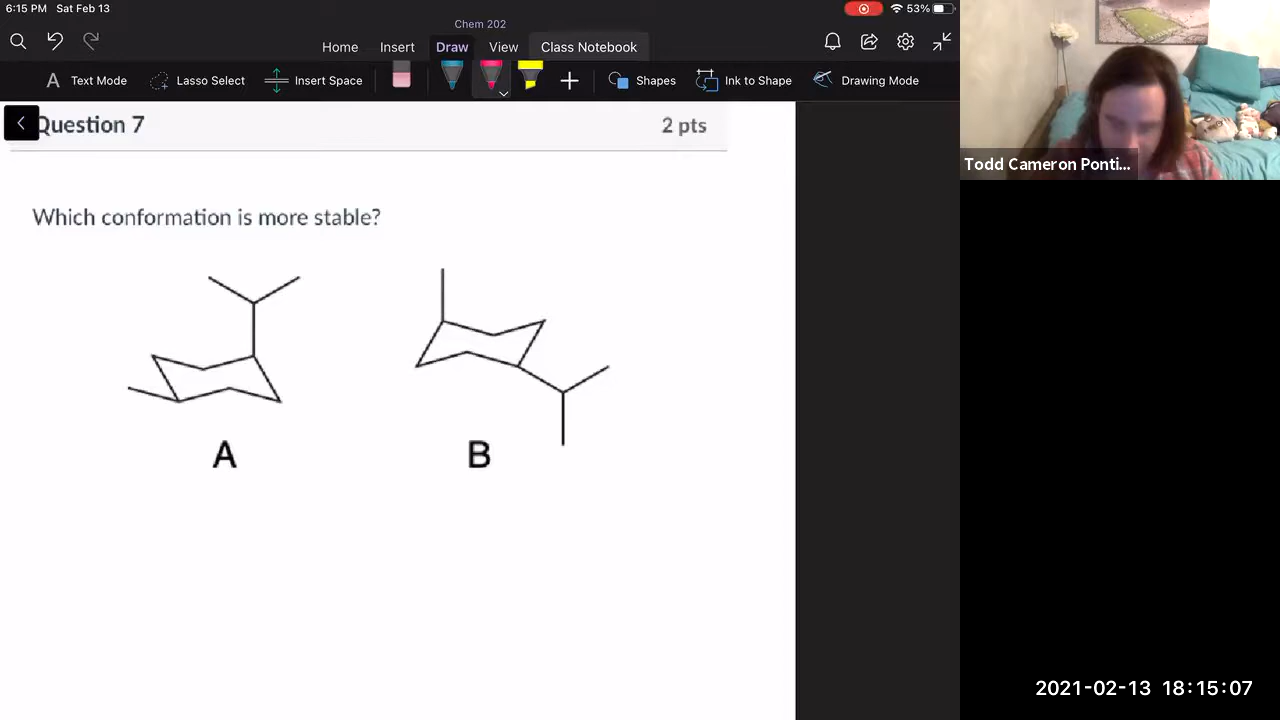 6:15 PM Sat Feb 13
53%
Chem 202
Home Insert Draw View Class Notebook
Text Mode Lasso Select Insert Space Shapes Ink to Shape Drawing Mode
Question 7 2 pts
Todd Cameron Ponti...
Which conformation is more stable?
A B
2021-02-13 18:15:07